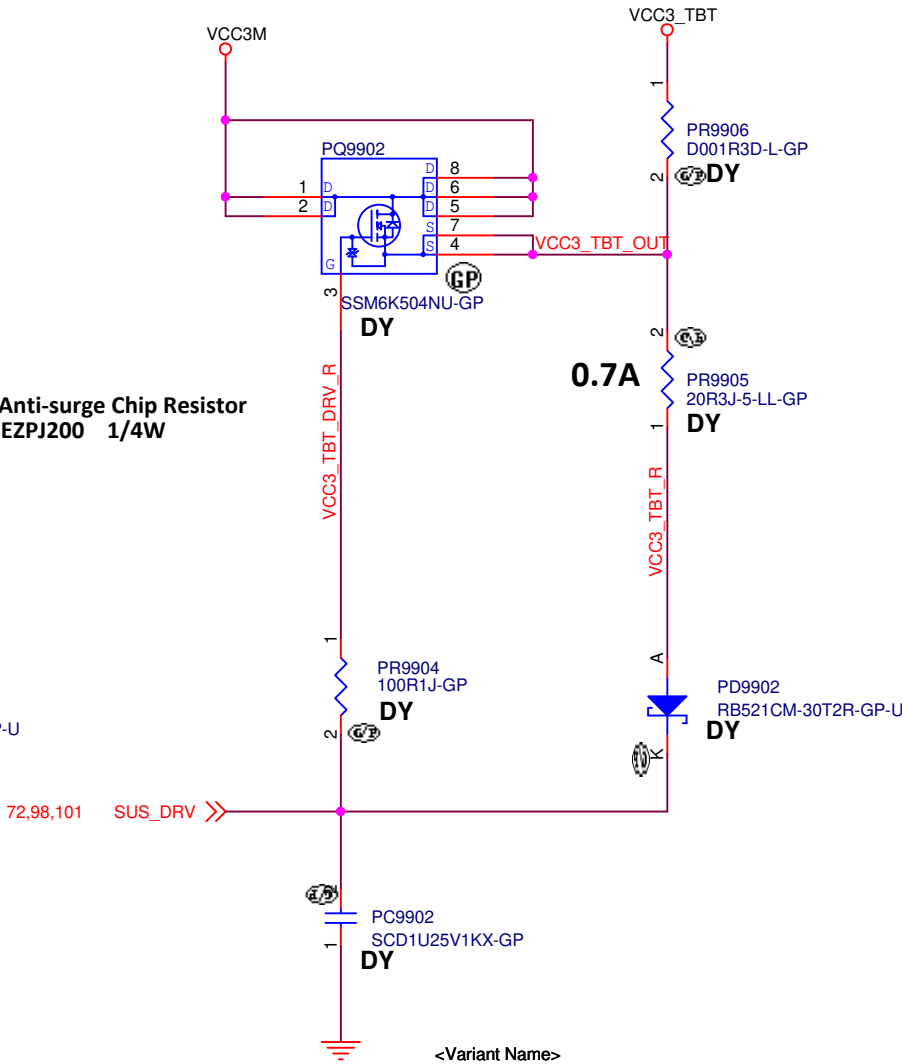 VCC3_TBT
VCC3M
1
PR9906
D001R3D-L-GP
DY
2
G/P
PQ9902
1
2
D
D
D
D
D
S
S
G
8
6
5
7
4
VCC3_TBT_OUT
GP
3
SSM6K504NU-GP
DY
2
0.7A
PR9905
20R3J-5-LL-GP
DY
1
Anti-surge Chip Resistor
EZPJ200 1/4W
VCC3_TBT_DRV_R
VCC3_TBT_R
1
PR9904
100R1J-GP
DY
2
G/P
A
PD9902
RB521CM-30T2R-GP-U
DY
K
P-U
72,98,101 SUS_DRV
PC9902
SCD1U25V1KX-GP
1
DY
<Variant Name>